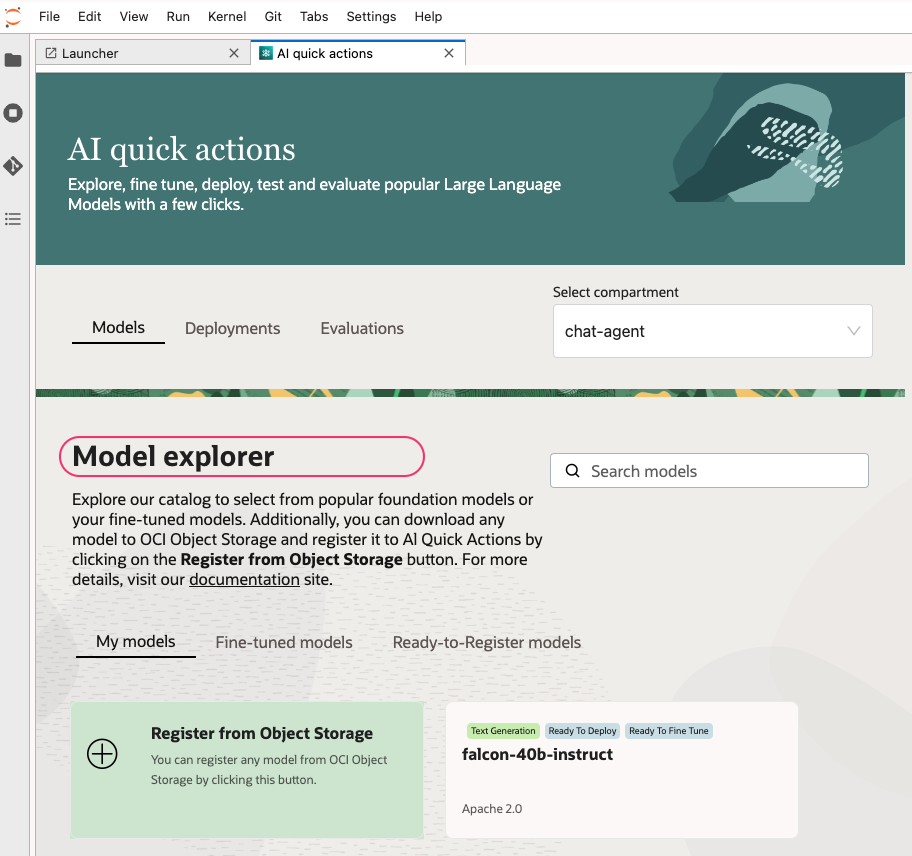 File Edit View Run Kernel Git Tabs Settings Help
Launcher
AI quick actions
AI quick actions
Explore, fine tune, deploy, test and evaluate popular Large Language
Models with a few clicks.
Models Deployments Evaluations
Select compartment
chat-agent
Model explorer
Search models
Explore our catalog to select from popular foundation models or
your fine-tuned models. Additionally, you can download any
model to OCI Object Storage and register it to AI Quick Actions by
clicking on the Register from Object Storage button. For more
details, visit our documentation site.
My models Fine-tuned models Ready-to-Register models
Register from Object Storage
You can register any model from OCI Object
Storage by clicking this button.
Text Generation Ready To Deploy Ready To Fine Tune
falcon-40b-instruct
Apache 2.0